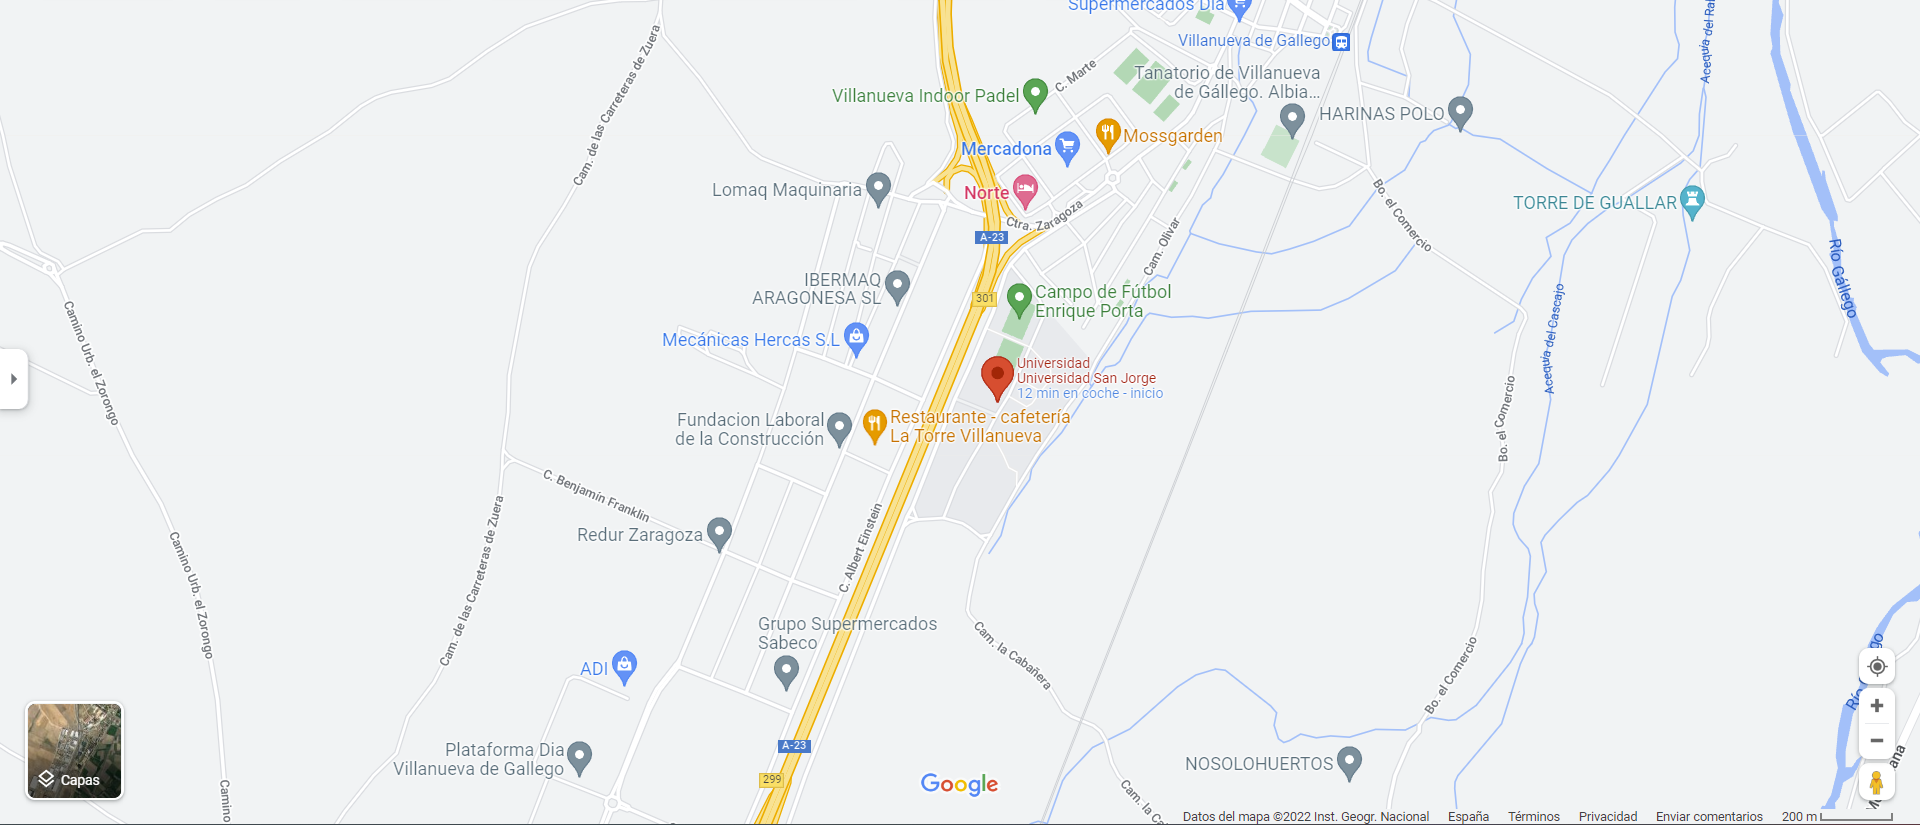 Supermercados Dia
Villanueva de Gallego
Acequia del Ra
Cam. de las Carreteras de Zuera
C. Marte
Tanatorio de Villanueva
de Gállego. Albia...
Villanueva Indoor Padel
HARINAS POLO
Mossgarden
Mercadona
Lomaq Maquinaria
Norte
TORRE DE GUALLAR
Ctra. Zaragoza
Bo. el Comercio
A-23
Cam. Olivar
Río Gállego
IBERMAQ
ARAGONESA SL
301
Campo de Fútbol
Enrique Porta
Camino Urb. el Zorongo
Acequia del Cascajo
Mecánicas Hercas S.L
Universidad
Universidad San Jorge
12 min en coche - inicio
Bo. el Comercio
Fundacion Laboral
de la Construcción
Restaurante - cafetería
La Torre Villanueva
C. Benjamín Franklin
Redur Zaragoza
C. Albert Einstein
Cam. de las Carreteras de Zuera
Camino Urb. el Zorongo
Grupo Supermercados
Sabeco
Cam. la Cabañera
ADI
Bo. el Comercio
A-23
Plataforma Dia
Villanueva de Gallego
299
NOSOLOHUERTOS
Capas
Camino
Cam. la Ca
Google
Datos del mapa ©2022 Inst. Geogr. Nacional España Términos Privacidad Enviar comentarios 200 m